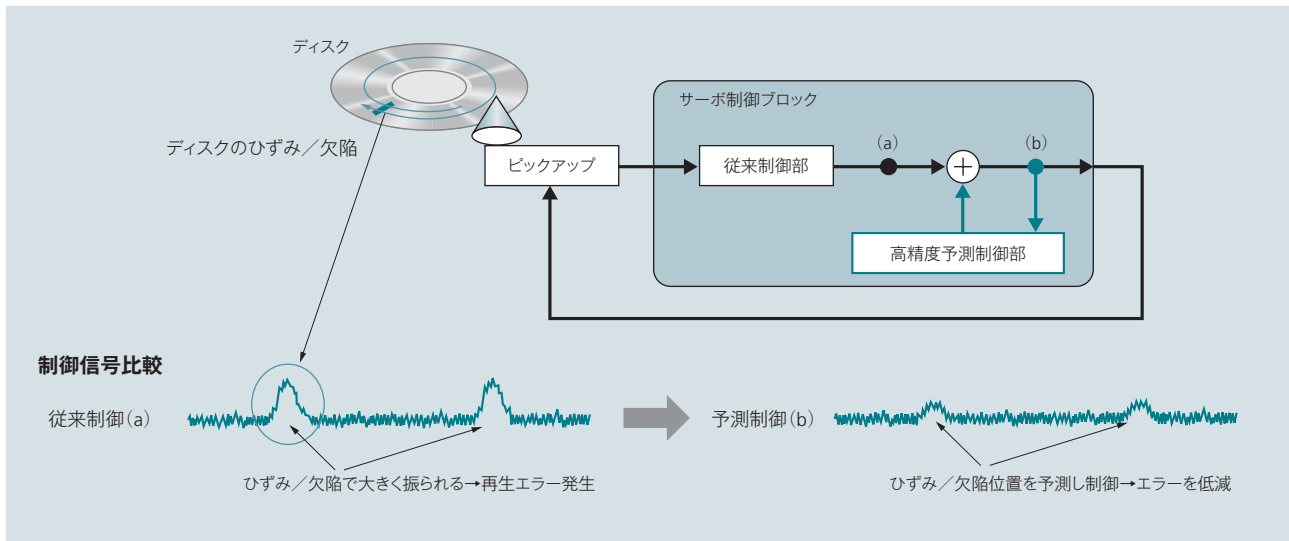 ディスク
ディスクのひずみ／欠陥
サーボ制御ブロック
ピックアップ
従来制御部
(a)
+
(b)
高精度予測制御部
制御信号比較
従来制御(a)
ひずみ／欠陥で大きく振られる→再生エラー発生
予測制御(b)
ひずみ／欠陥位置を予測し制御→エラーを低減